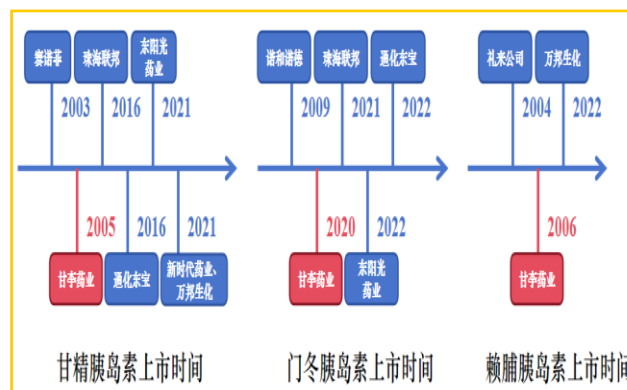 赛诺菲
珠海联邦
东阳光
药业
2003
2016
2021
2005
2016
2021
甘李药业
通化东宝
新时代药业、
万邦生化
甘精胰岛素上市时间
诺和诺德
珠海联邦
通化东宝
2009
2021
2022
2020
2022
甘李药业
东阳光
药业
门冬胰岛素上市时间
礼来公司
万邦生化
2004
2022
2006
甘李药业
赖脯胰岛素上市时间